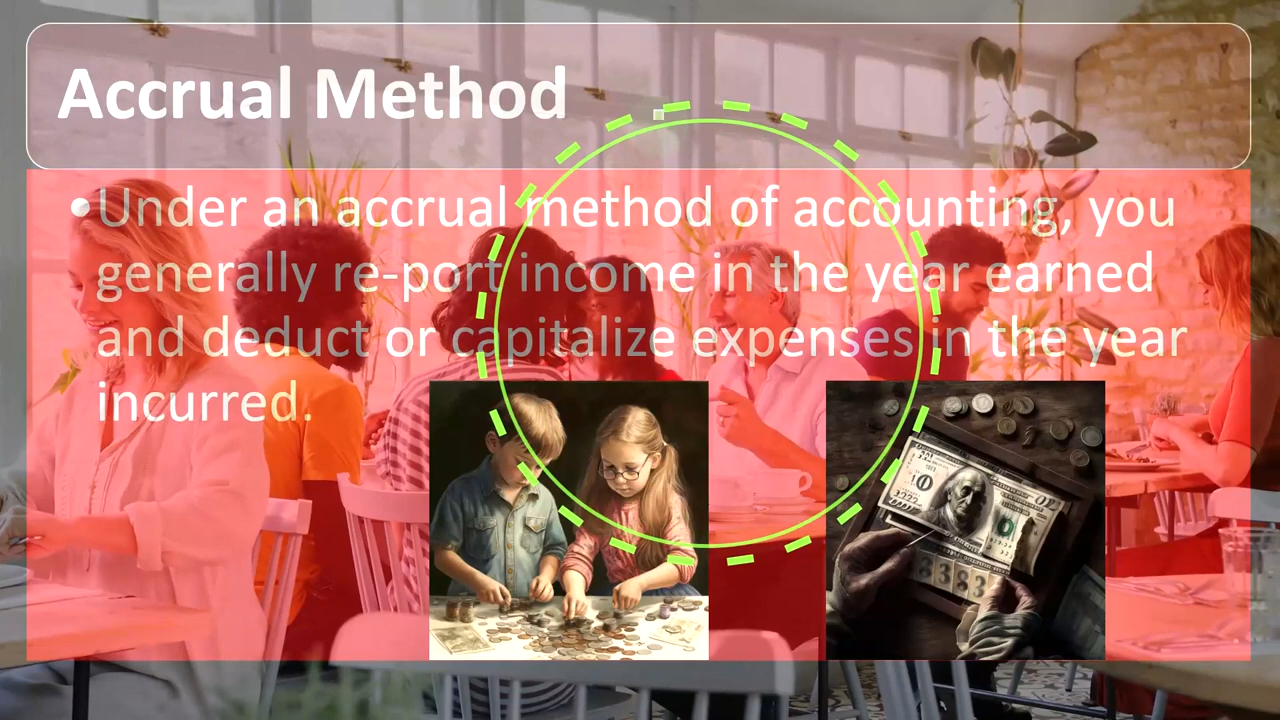 Accrual Method
•Under an accrual method of accounting, you
generally re-port income in the year earned
and deduct or capitalize expenses in the year
incurred.